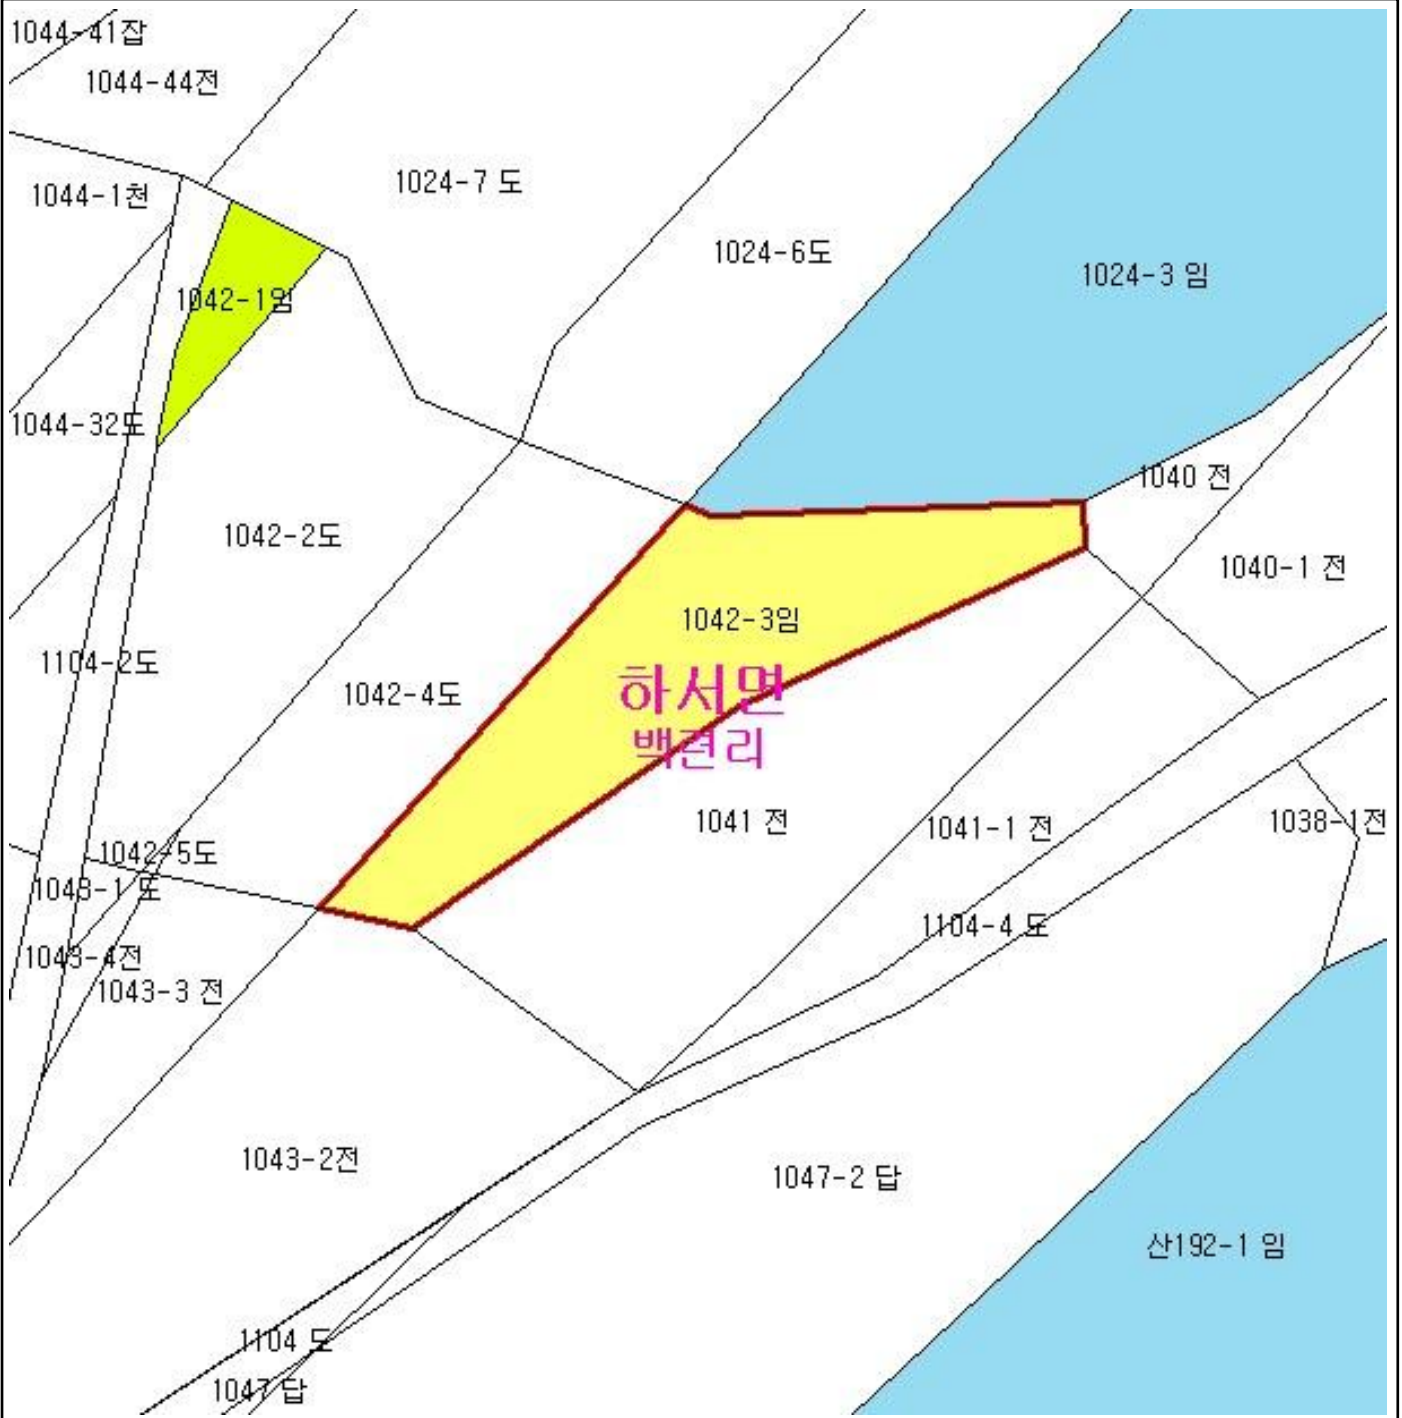 1044-41잡
1044-44전
1024-7 도
1044-1천
1024-6도
1024-3 임
1042-1임
1044-32도
1040 전
1042-2도
1040-1 전
1042-3임
1104-2도
하서면
1042-4도
백련리
1041 전
1041-1 전
1038-1전
1042-5도
1043-1 도
1104-4 도
1043-4전
1043-3 전
1043-2전
1047-2 답
산192-1 임
1104 도
1047 답